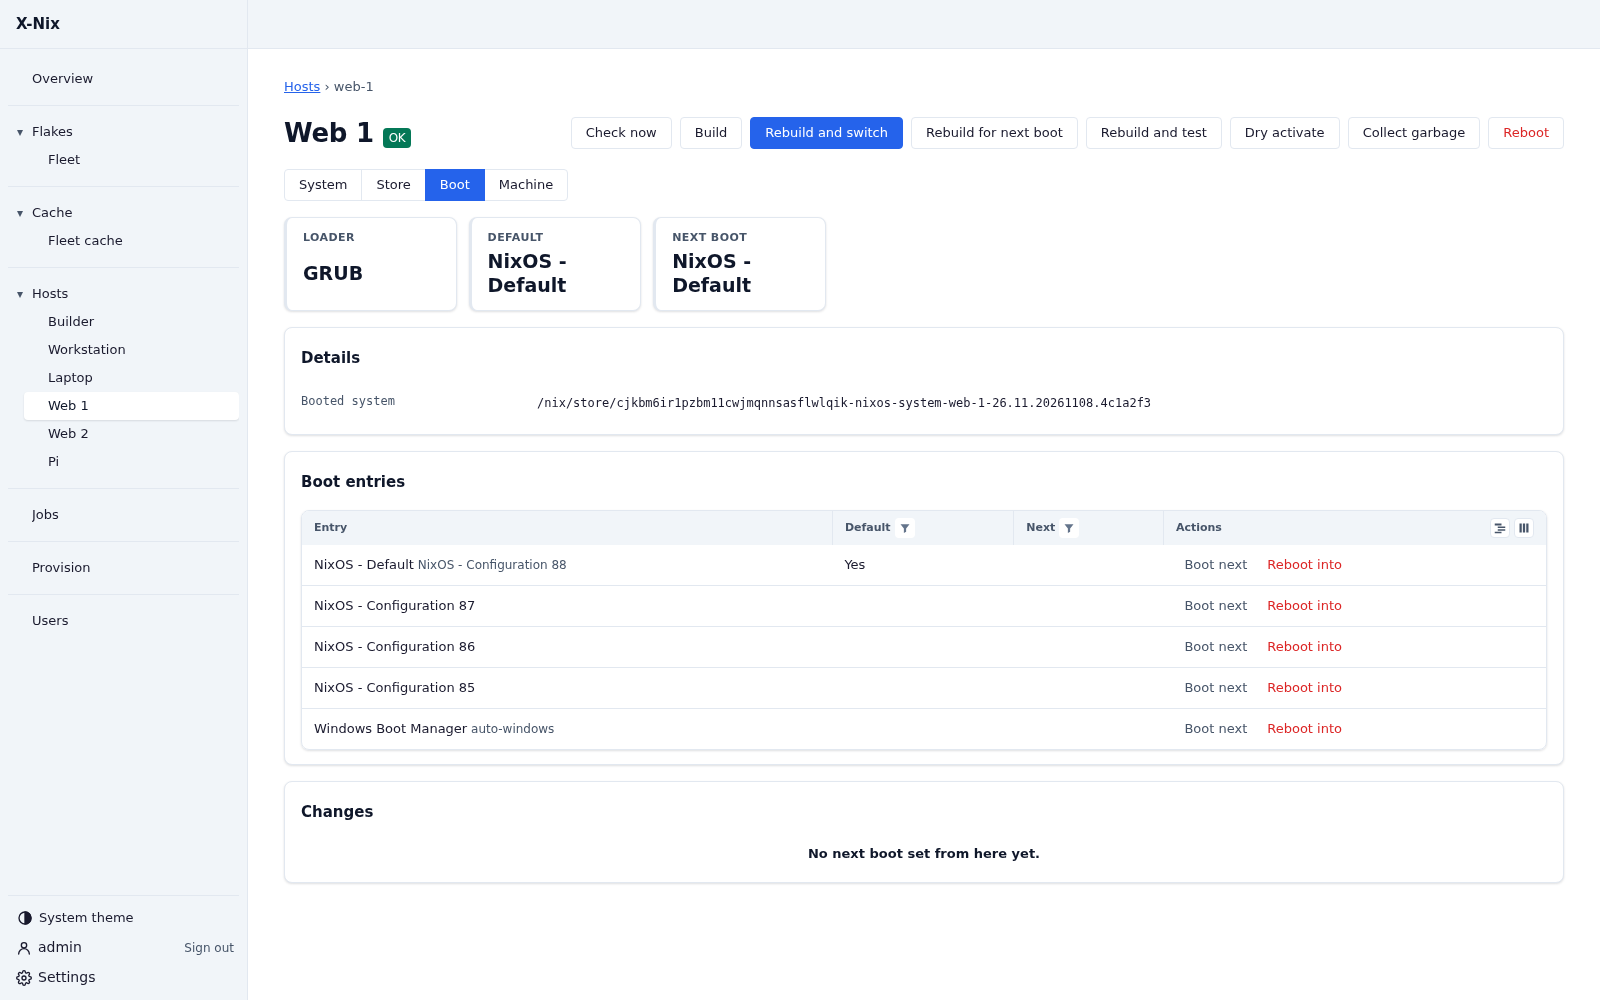 X-Nix
Overview
▾ Flakes
Fleet
▾ Cache
Fleet cache
▾ Hosts
Builder
Workstation
Laptop
Web 1
Web 2
Pi
Jobs
Provision
Users
System theme
admin Sign out
Settings
Hosts › web-1
Web 1 OK
Check now Build Rebuild and switch Rebuild for next boot Rebuild and test Dry activate Collect garbage Reboot
System Store Boot Machine
LOADER
GRUB
DEFAULT
NixOS -
Default
NEXT BOOT
NixOS -
Default
Details
Booted system /nix/store/cjkbm6ir1pzbm11cwjmqnnsasflwlqik-nixos-system-web-1-26.11.20261108.4c1a2f3
Boot entries
Entry Default Next Actions
NixOS - Default NixOS - Configuration 88 Yes Boot next Reboot into
NixOS - Configuration 87 Boot next Reboot into
NixOS - Configuration 86 Boot next Reboot into
NixOS - Configuration 85 Boot next Reboot into
Windows Boot Manager auto-windows Boot next Reboot into
Changes
No next boot set from here yet.